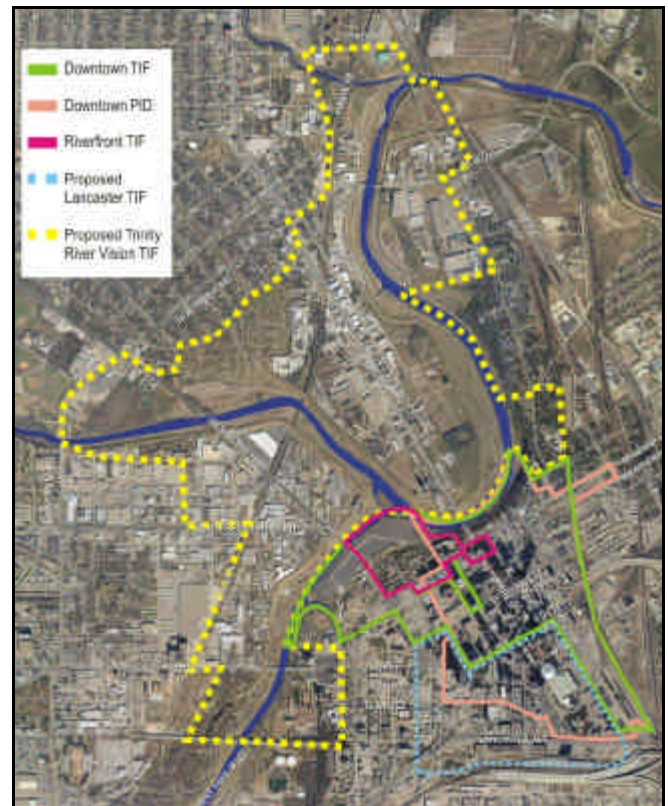 Downtown TIF
Downtown PID
Riverfront TIF
Proposed
Lancaster TIF
Proposed Trinity
River Vision TIF